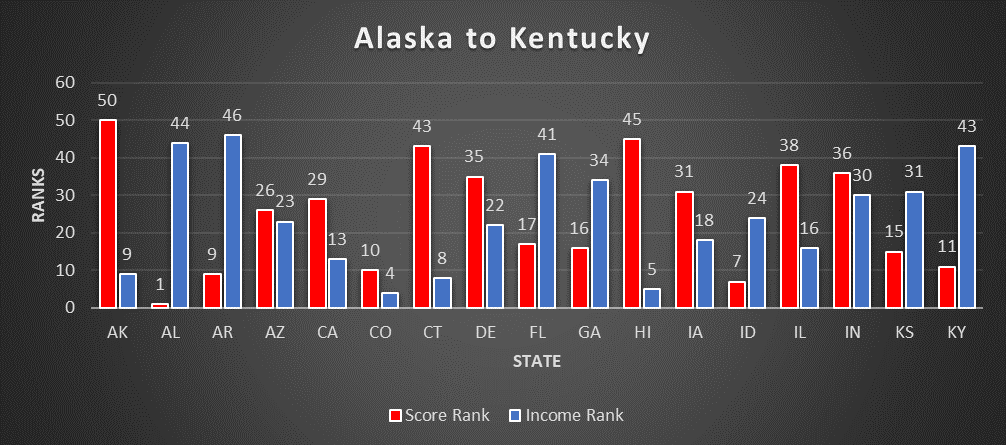 Alaska to Kentucky
RANKS
60
50
40
30
20
10
0
50 9 1 44 9 46 26 23 29 13 10 4 43 8 35 22 17 41 16 34 45 5 31 18 7 24 38 16 36 30 15 31 11 43
AK AL AR AZ CA CO CT DE FL GA HI IA ID IL IN KS KY
STATE
Score Rank Income Rank